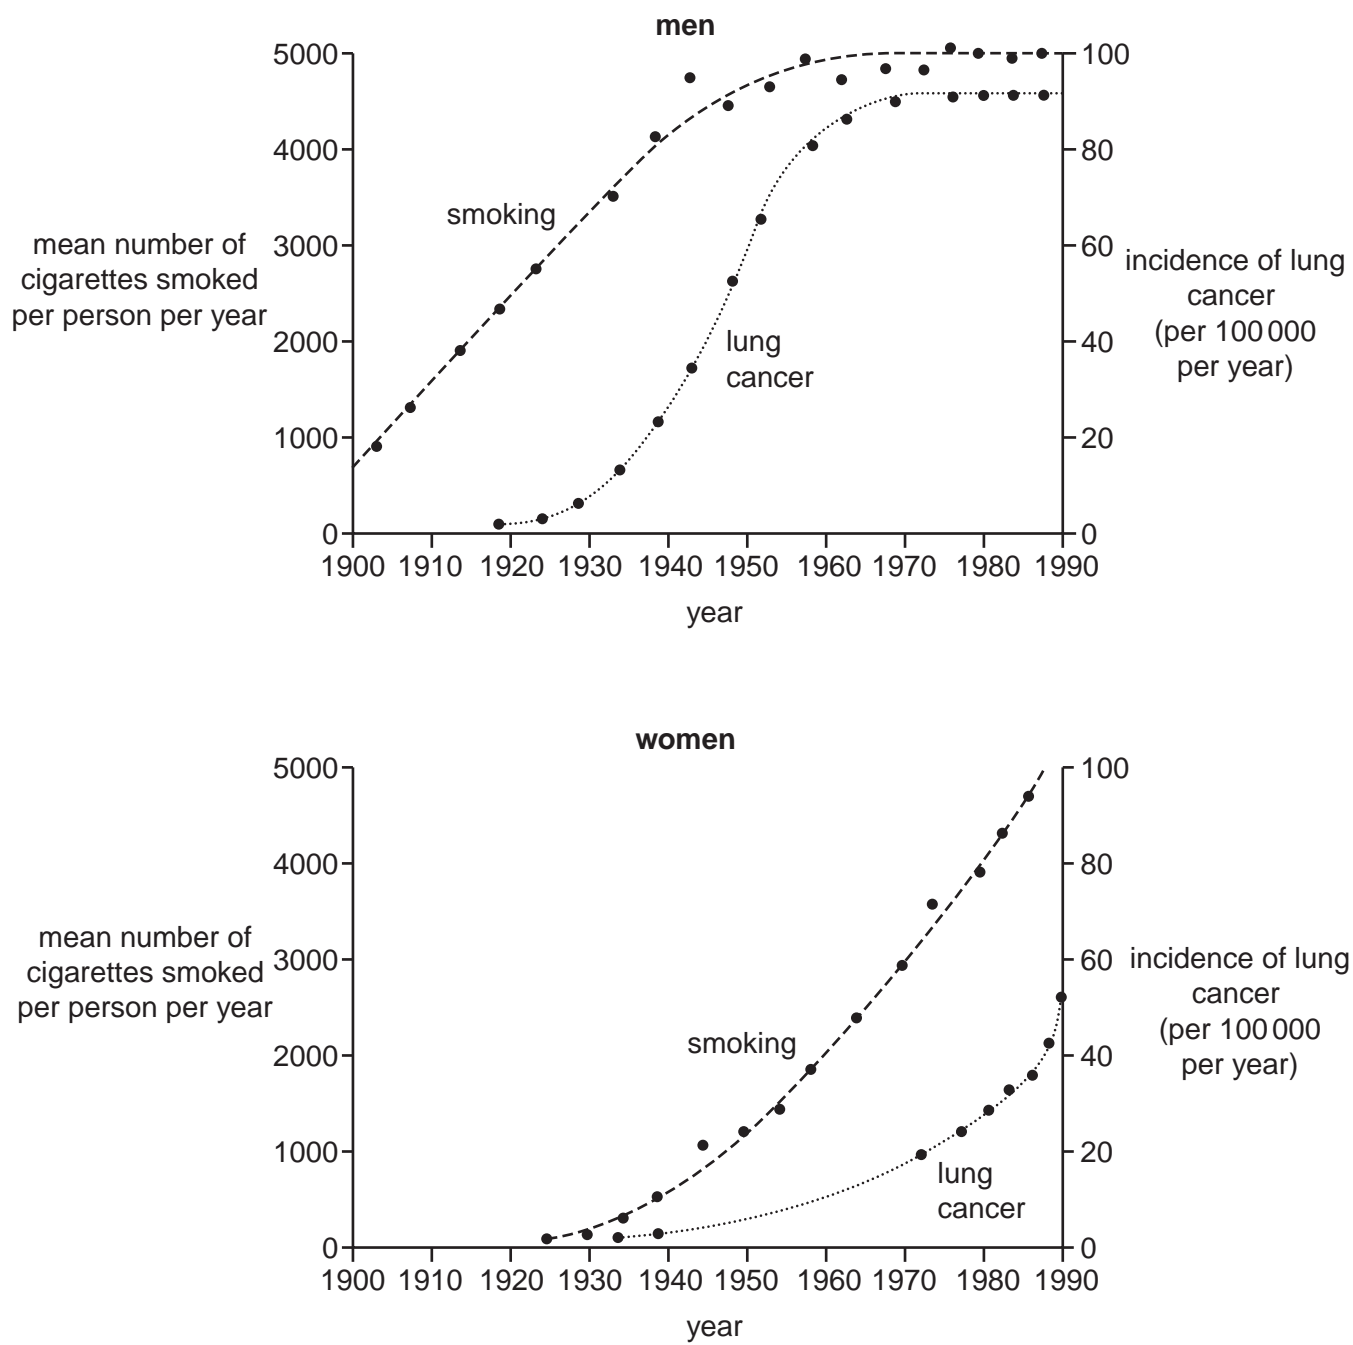 men
5000
4000
3000
2000
1000
0
mean number of
cigarettes smoked
per person per year
smoking
lung
cancer
100
80
60
40
20
0
incidence of lung
cancer
(per 100 000
per year)
1900 1910 1920 1930 1940 1950 1960 1970 1980 1990
year
women
5000
4000
3000
2000
1000
0
mean number of
cigarettes smoked
per person per year
smoking
lung
cancer
100
80
60
40
20
0
incidence of lung
cancer
(per 100 000
per year)
1900 1910 1920 1930 1940 1950 1960 1970 1980 1990
year